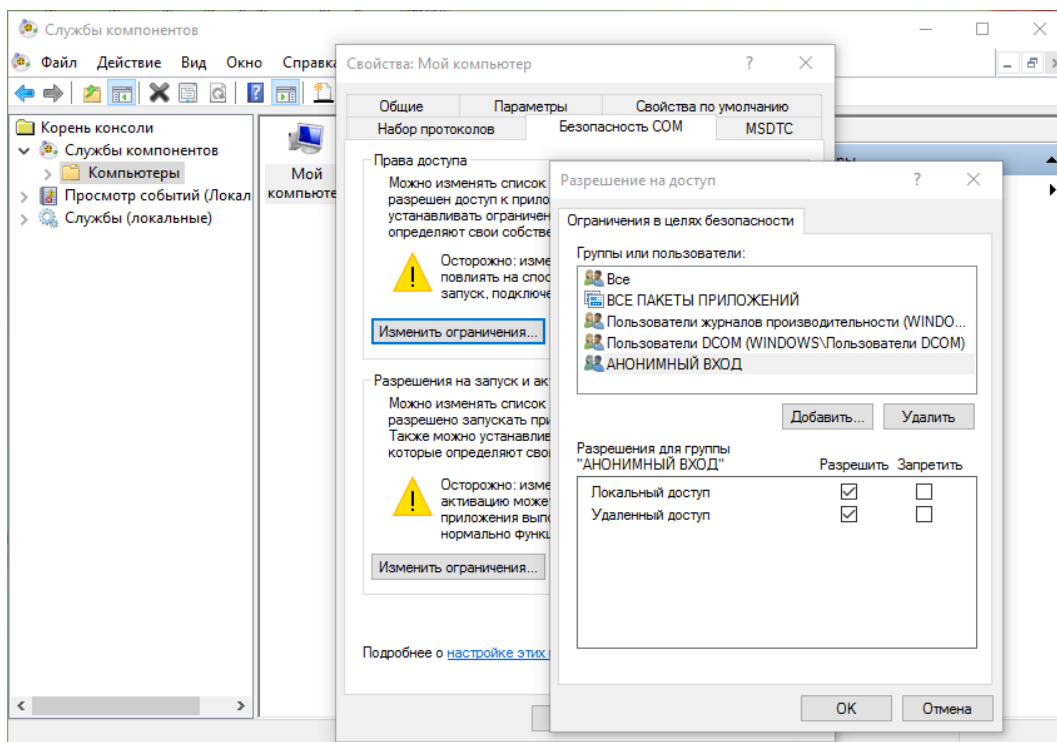 Службы компонентов
Файл Действие Вид Окно Справка
Корень консоли
Службы компонентов
Компьютеры
Просмотр событий (Локал
Службы (локальные)
Мой
компьюте
Свойства: Мой компьютер
Общие Параметры Свойства по умолчанию
Набор протоколов Безопасность COM MSDTC
Права доступа
Можно изменять список
разрешен доступ к прило
устанавливать ограничен
определяют свои собстве
Осторожно: изме
повлиять на спос
запуск, подключе
Изменить ограничения...
Разрешения на запуск и ак
Можно изменять список
разрешено запускать при
Также можно устанавлив
которые определяют свои
Осторожно: изме
активацию може
приложения выпо
нормально функц
Изменить ограничения...
Подробнее о настройке этих
Разрешение на доступ
Ограничения в целях безопасности
Группы или пользователи:
Все
ВСЕ ПАКЕТЫ ПРИЛОЖЕНИЙ
Пользователи журналов производительности (WINDO...
Пользователи DCOM (WINDOWS\Пользователи DCOM)
АНОНИМНЫЙ ВХОД
Добавить... Удалить
Разрешения для группы
"АНОНИМНЫЙ ВХОД" Разрешить Запретить
Локальный доступ
Удаленный доступ
OK Отмена